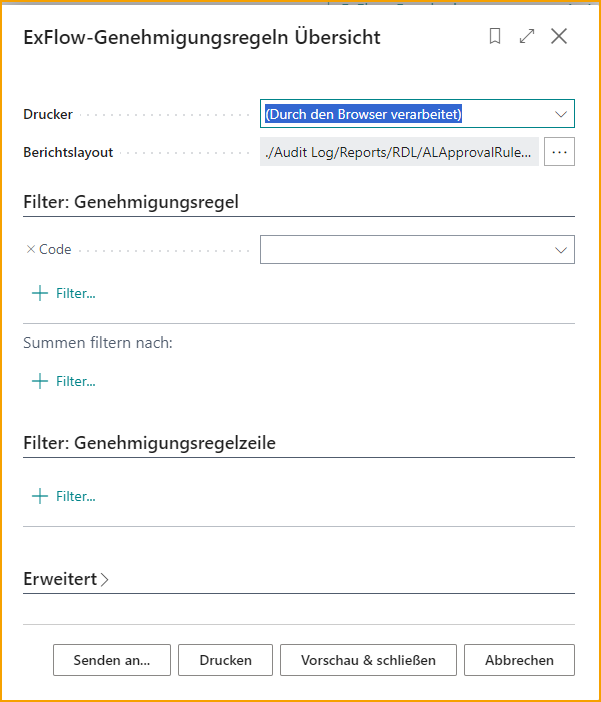 ExFlow-Genehmigungsregeln Übersicht
Drucker (Durch den Browser verarbeitet)
Berichtslayout ./Audit Log/Reports/RDL/ALApprovalRule...
Filter: Genehmigungsregel
Code
Filter...
Summen filtern nach:
Filter...
Filter: Genehmigungsregelzeile
Filter...
Erweitert
Senden an... Drucken Vorschau & schließen Abbrechen